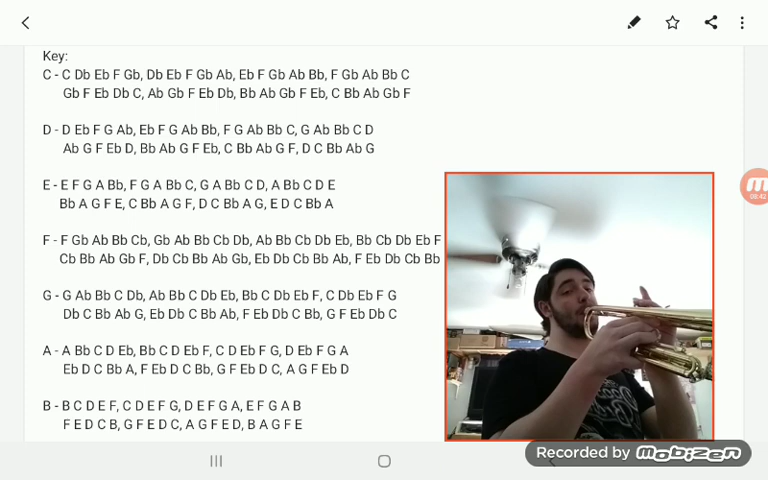 Key:
C - C Db Eb F Gb, Db Eb F Gb Ab, Eb F Gb Ab Bb, F Gb Ab Bb C
Gb F Eb Db C, Ab Gb F Eb Db, Bb Ab Gb F Eb, C Bb Ab Gb F
D - D Eb F G Ab, Eb F G Ab Bb, F G Ab Bb C, G Ab Bb C D
Ab G F Eb D, Bb Ab G F Eb, C Bb Ab G F, D C Bb Ab G
E - E F G A Bb, F G A Bb C, G A Bb C D, A Bb C D E
Bb A G F E, C Bb A G F, D C Bb A G, E D C Bb A
F - F Gb Ab Bb Cb, Gb Ab Bb Cb Db, Ab Bb Cb Db Eb, Bb Cb Db Eb F
Cb Bb Ab Gb F, Db Cb Bb Ab Gb, Eb Db Cb Bb Ab, F Eb Db Cb Bb
G - G Ab Bb C Db, Ab Bb C Db Eb, Bb C Db Eb F, C Db Eb F G
Db C Bb Ab G, Eb Db C Bb Ab, F Eb Db C Bb, G F Eb Db C
A - A Bb C D Eb, Bb C D Eb F, C D Eb F G, D Eb F G A
Eb D C Bb A, F Eb D C Bb, G F Eb D C, A G F Eb D
B - B C D E F, C D E F G, D E F G A, E F G A B
F E D C B, G F E D C, A G F E D, B A G F E
08:42
Recorded by mobizen